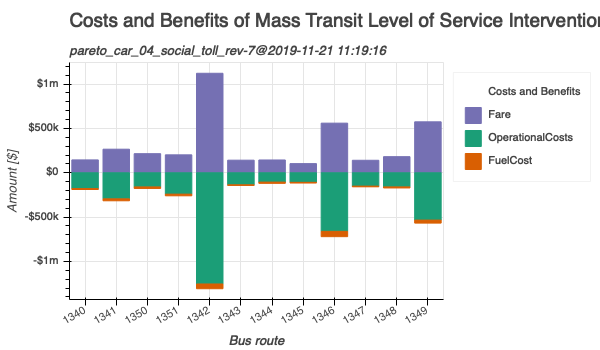 Costs and Benefits of Mass Transit Level of Service Intervention
pareto_car_04_social_toll_rev-7@2019-11-21 11:19:16
$1m
$500k
$0
-$500k
-$1m
Amount [$]
1340
1341
1350
1351
1342
1343
1344
1345
1346
1347
1348
1349
Bus route
Costs and Benefits
Fare
OperationalCosts
FuelCost